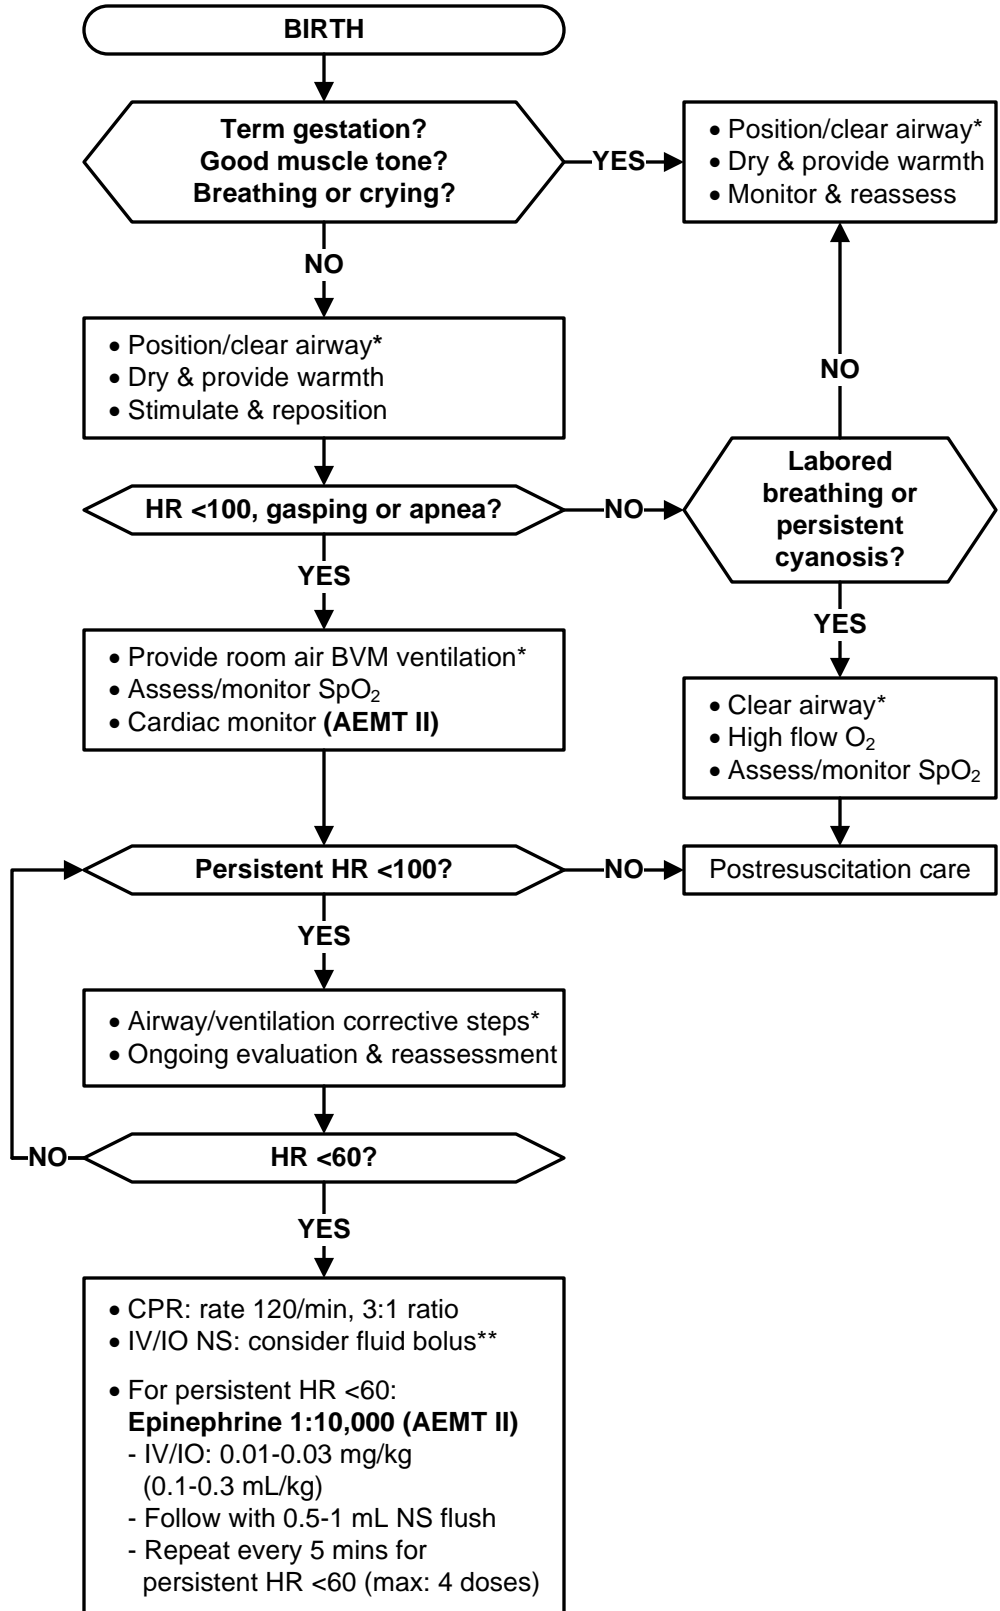 BIRTH
Term gestation?
Good muscle tone?
Breathing or crying?
YES
• Position/clear airway*
• Dry & provide warmth
• Monitor & reassess
NO
• Position/clear airway*
• Dry & provide warmth
• Stimulate & reposition
NO
HR <100, gasping or apnea?
NO
Labored
breathing or
persistent
cyanosis?
YES
YES
• Provide room air BVM ventilation*
• Assess/monitor SpO₂
• Cardiac monitor (AEMT II)
• Clear airway*
• High flow O₂
• Assess/monitor SpO₂
Persistent HR <100?
NO
Postresuscitation care
YES
• Airway/ventilation corrective steps*
• Ongoing evaluation & reassessment
NO
HR <60?
YES
• CPR: rate 120/min, 3:1 ratio
• IV/IO NS: consider fluid bolus**
• For persistent HR <60:
Epinephrine 1:10,000 (AEMT II)
- IV/IO: 0.01-0.03 mg/kg
(0.1-0.3 mL/kg)
- Follow with 0.5-1 mL NS flush
- Repeat every 5 mins for
persistent HR <60 (max: 4 doses)